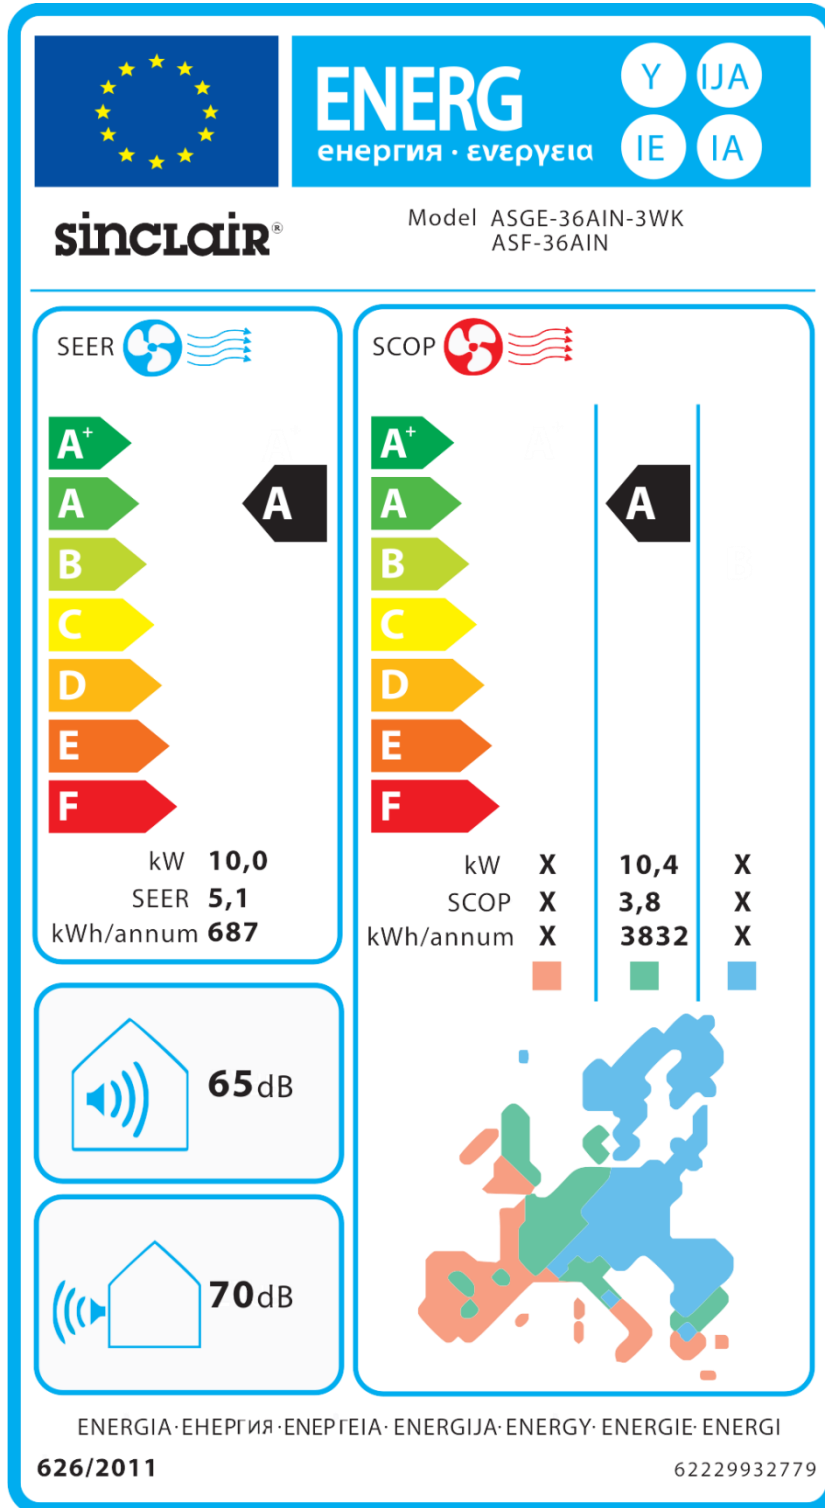 ENERG
енергия · ενεργεια
Y IJA
IE IA
sinclair®
Model ASGE-36AIN-3WK
ASF-36AIN
SEER
A+
A
B
C
D
E
F
A
kW 10,0
SEER 5,1
kWh/annum 687
SCOP
A+
A
B
C
D
E
F
A
kW X 10,4 X
SCOP X 3,8 X
kWh/annum X 3832 X
65dB
70dB
ENERGIA·ЕНЕРГИЯ·ΕΝΕΡΓΕΙΑ·ENERGIJA·ENERGY·ENERGIE·ENERGI
626/2011
62229932779